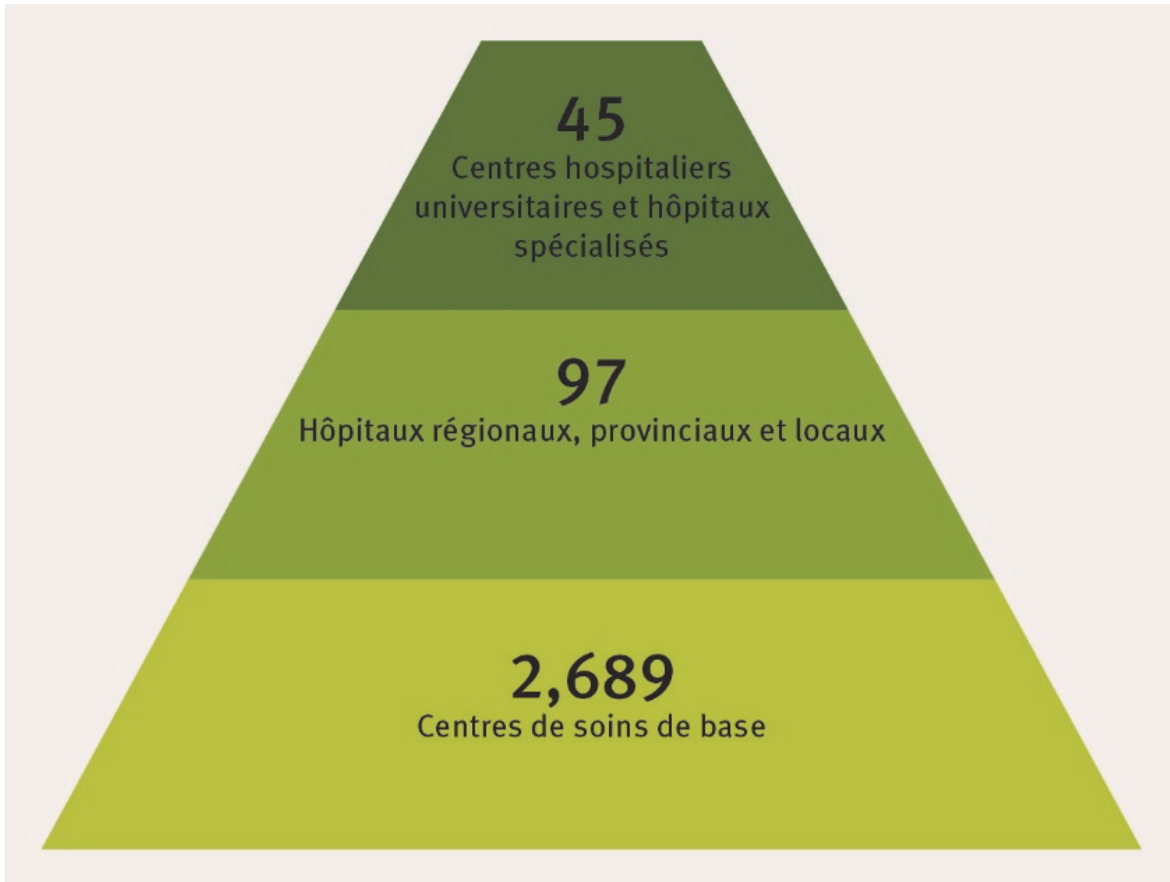 45
Centres hospitaliers
universitaires et hôpitaux
spécialisés
97
Hôpitaux régionaux, provinciaux et locaux
2,689
Centres de soins de base